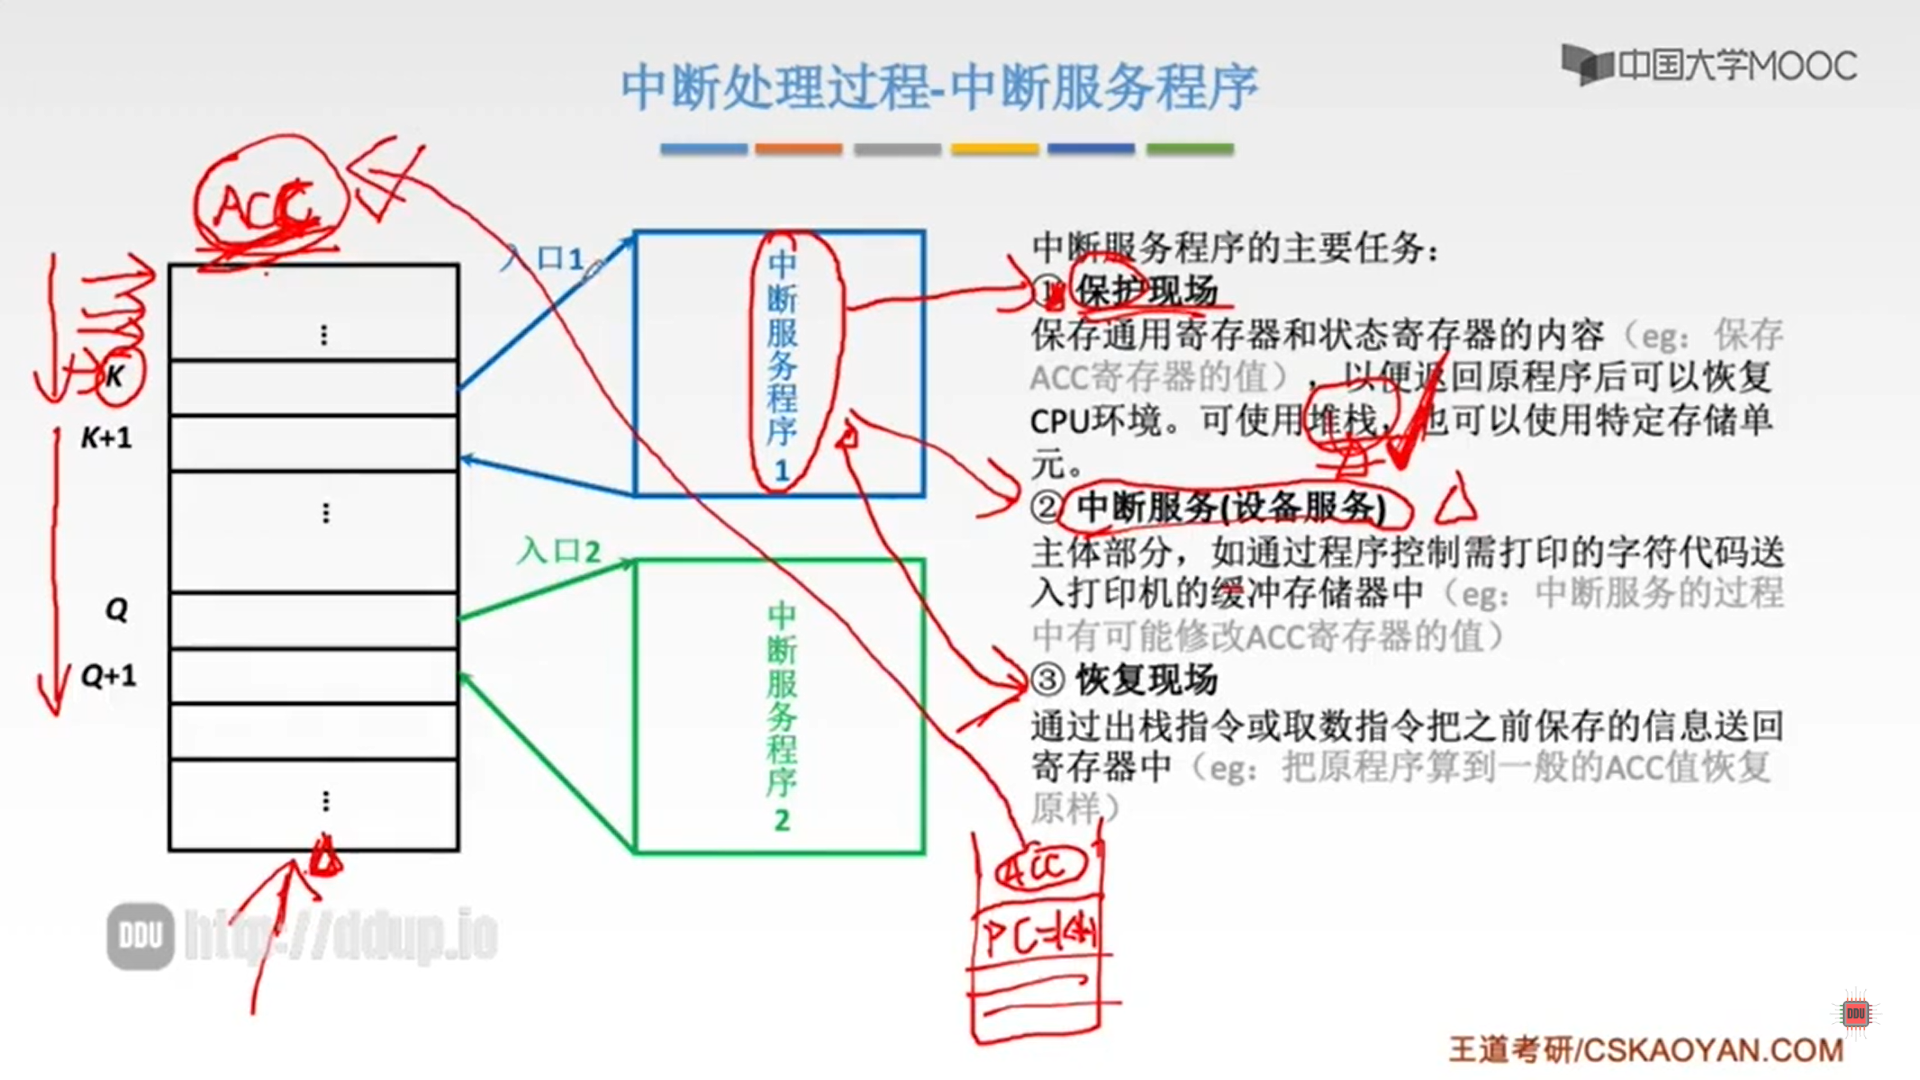 中断处理过程-中断服务程序
中国大学MOOC
ACC
入口1
⋮
K
K+1
⋮
Q
Q+1
⋮
中断服务程序1
入口2
中断服务程序2
中断服务程序的主要任务：
① 保护现场
保存通用寄存器和状态寄存器的内容（eg：保存
ACC寄存器的值），以便返回原程序后可以恢复
CPU环境。可使用堆栈，也可以使用特定存储单
元。
② 中断服务(设备服务)
主体部分，如通过程序控制需打印的字符代码送
入打印机的缓冲存储器中（eg：中断服务的过程
中有可能修改ACC寄存器的值）
③ 恢复现场
通过出栈指令或取数指令把之前保存的信息送回
寄存器中（eg：把原程序算到一般的ACC值恢复
原样）
ACC
PC=K+1
DDU http://ddup.io
DDU
王道考研/CSKAOYAN.COM